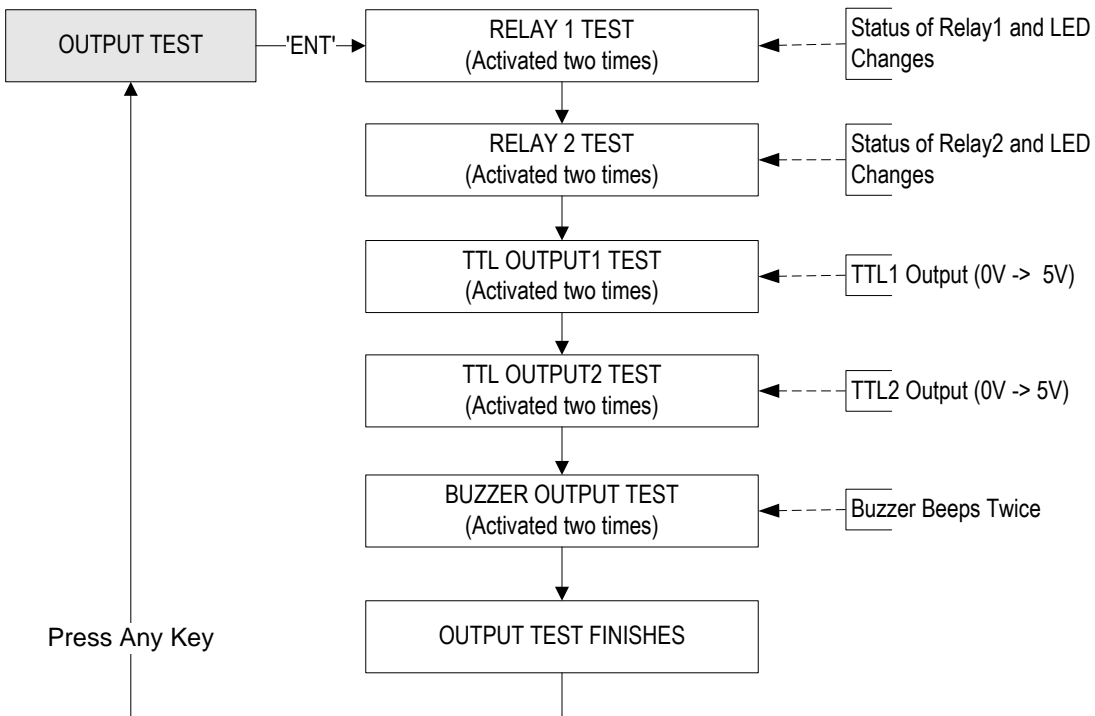 OUTPUT TEST
'ENT'
RELAY 1 TEST
(Activated two times)
Status of Relay1 and LED
Changes
RELAY 2 TEST
(Activated two times)
Status of Relay2 and LED
Changes
TTL OUTPUT1 TEST
(Activated two times)
TTL1 Output (0V -> 5V)
TTL OUTPUT2 TEST
(Activated two times)
TTL2 Output (0V -> 5V)
BUZZER OUTPUT TEST
(Activated two times)
Buzzer Beeps Twice
OUTPUT TEST FINISHES
Press Any Key